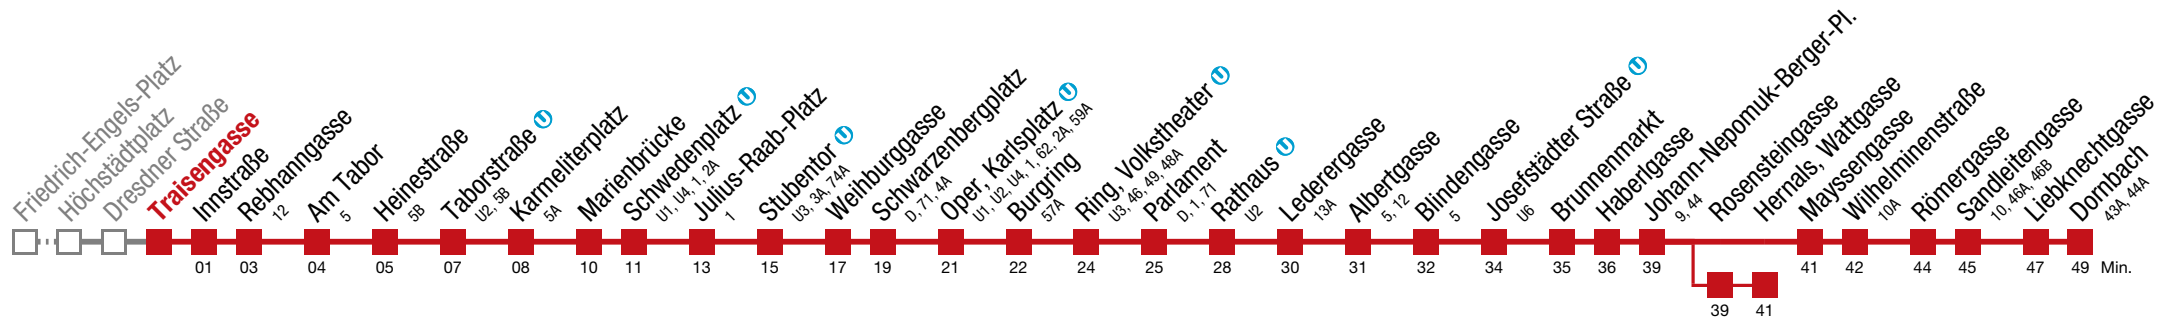 Friedrich-Engels-Platz
Höchstädtplatz
Dresdner Straße
Traisengasse
Innstraße
Rebhanngasse
12
Am Tabor
5
Heinestraße
5B
Taborstraße U
U2, 5B
Karmeliterplatz
5A
Marienbrücke
Schwedenplatz U
U1, U4, 1, 2A
Julius-Raab-Platz
1
Stubentor U
U3, 3A, 74A
Weihburggasse
Schwarzenbergplatz
D, 71, 4A
Oper, Karlsplatz U
U1, U2, U4, 1, 62, 2A, 59A
Burgring
57A
Ring, Volkstheater U
U3, 46, 49, 48A
Parlament
D, 1, 71
Rathaus U
U2
Lederergasse
13A
Albertgasse
5, 12
Blindengasse
5
Josefstädter Straße U
U6
Brunnenmarkt
Haberlgasse
Johann-Nepomuk-Berger-Pl.
9, 44
Rosensteingasse
Hernals, Wattgasse
Mayssengasse
Wilhelminenstraße
10A
Römergasse
Sandleitengasse
10, 46A, 46B
Liebknechtgasse
Dornbach
43A, 44A
01 03 04 05 07 08 10 11 13 15 17 19 21 22 24 25 28 30 31 32 34 35 36 39 41 42 44 45 47 49 Min.
39 41